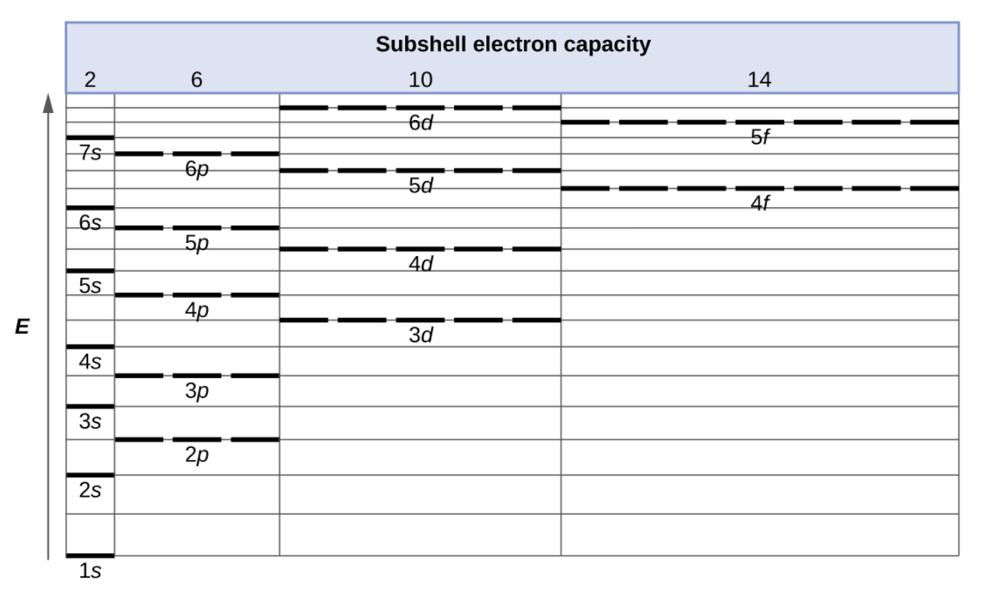 Subshell electron capacity
2 6 10 14
6d
5f
7s
6p
5d
4f
6s
5p
4d
5s
4p
E
3d
4s
3p
3s
2p
2s
1s